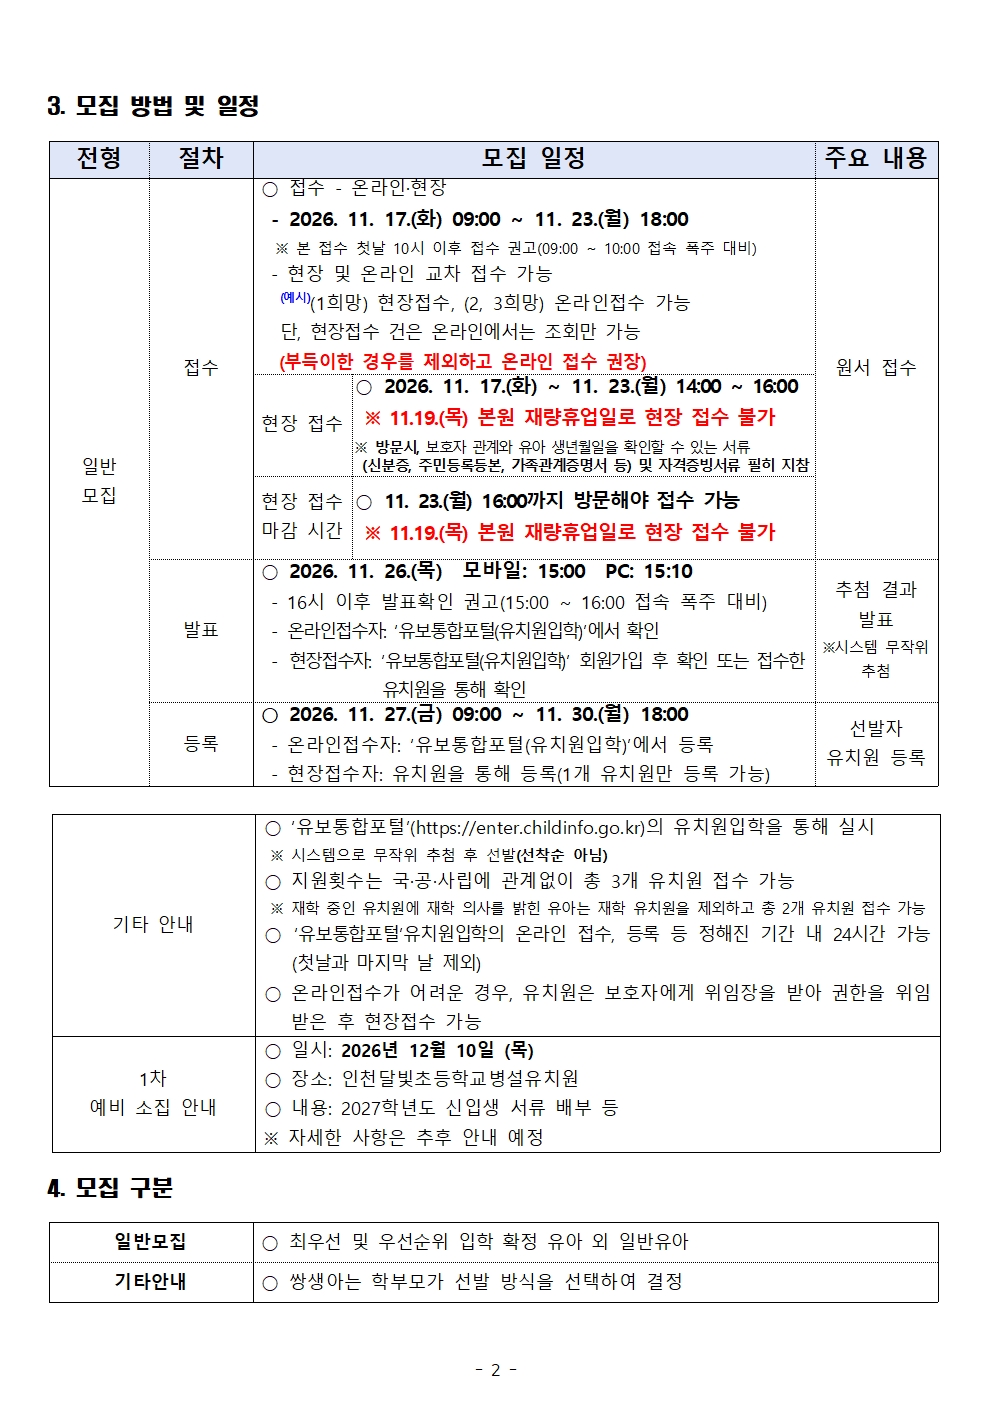 3. 모집 방법 및 일정
전형 절차 모집 일정 주요 내용
일반
모집
접수
○ 접수 - 온라인·현장
- 2026. 11. 17.(화) 09:00 ~ 11. 23.(월) 18:00
※ 본 접수 첫날 10시 이후 접수 권고(09:00 ~ 10:00 접속 폭주 대비)
- 현장 및 온라인 교차 접수 가능
(예시)(1희망) 현장접수, (2, 3희망) 온라인접수 가능
단, 현장접수 건은 온라인에서는 조회만 가능
(부득이한 경우를 제외하고 온라인 접수 권장)
현장 접수
○ 2026. 11. 17.(화) ~ 11. 23.(월) 14:00 ~ 16:00
※ 11.19.(목) 본원 재량휴업일로 현장 접수 불가
※ 방문시, 보호자 관계와 유아 생년월일을 확인할 수 있는 서류
(신분증, 주민등록등본, 가족관계증명서 등) 및 자격증빙서류 필히 지참
현장 접수
마감 시간
○ 11. 23.(월) 16:00까지 방문해야 접수 가능
※ 11.19.(목) 본원 재량휴업일로 현장 접수 불가
원서 접수
발표
○ 2026. 11. 26.(목) 모바일: 15:00 PC: 15:10
- 16시 이후 발표확인 권고(15:00 ~ 16:00 접속 폭주 대비)
- 온라인접수자: '유보통합포털(유치원입학)'에서 확인
- 현장접수자: '유보통합포털(유치원입학)' 회원가입 후 확인 또는 접수한
유치원을 통해 확인
추첨 결과
발표
※시스템 무작위
추첨
등록
○ 2026. 11. 27.(금) 09:00 ~ 11. 30.(월) 18:00
- 온라인접수자: '유보통합포털(유치원입학)'에서 등록
- 현장접수자: 유치원을 통해 등록(1개 유치원만 등록 가능)
선발자
유치원 등록
기타 안내
○ '유보통합포털'(https://enter.childinfo.go.kr)의 유치원입학을 통해 실시
※ 시스템으로 무작위 추첨 후 선발(선착순 아님)
○ 지원횟수는 국·공·사립에 관계없이 총 3개 유치원 접수 가능
※ 재학 중인 유치원에 재학 의사를 밝힌 유아는 재학 유치원을 제외하고 총 2개 유치원 접수 가능
○ '유보통합포털'유치원입학의 온라인 접수, 등록 등 정해진 기간 내 24시간 가능
(첫날과 마지막 날 제외)
○ 온라인접수가 어려운 경우, 유치원은 보호자에게 위임장을 받아 권한을 위임
받은 후 현장접수 가능
1차
예비 소집 안내
○ 일시: 2026년 12월 10일 (목)
○ 장소: 인천달빛초등학교병설유치원
○ 내용: 2027학년도 신입생 서류 배부 등
※ 자세한 사항은 추후 안내 예정
4. 모집 구분
일반모집 ○ 최우선 및 우선순위 입학 확정 유아 외 일반유아
기타안내 ○ 쌍생아는 학부모가 선발 방식을 선택하여 결정
- 2 -